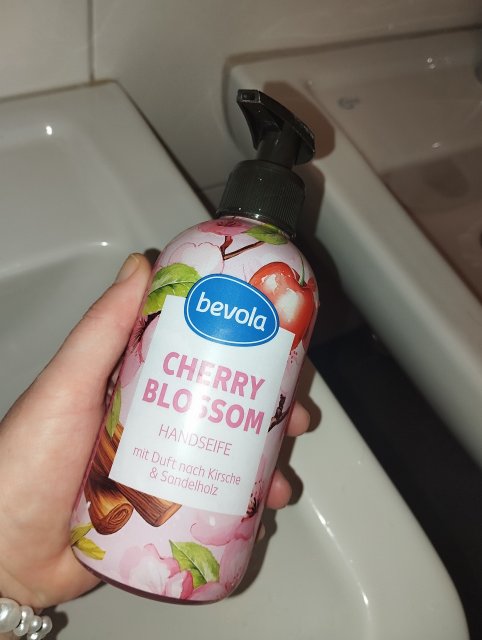 bevola
CHERRY
BLOSSOM
HANDSEIFE
mit Duft nach Kirsche
& Sandelholz